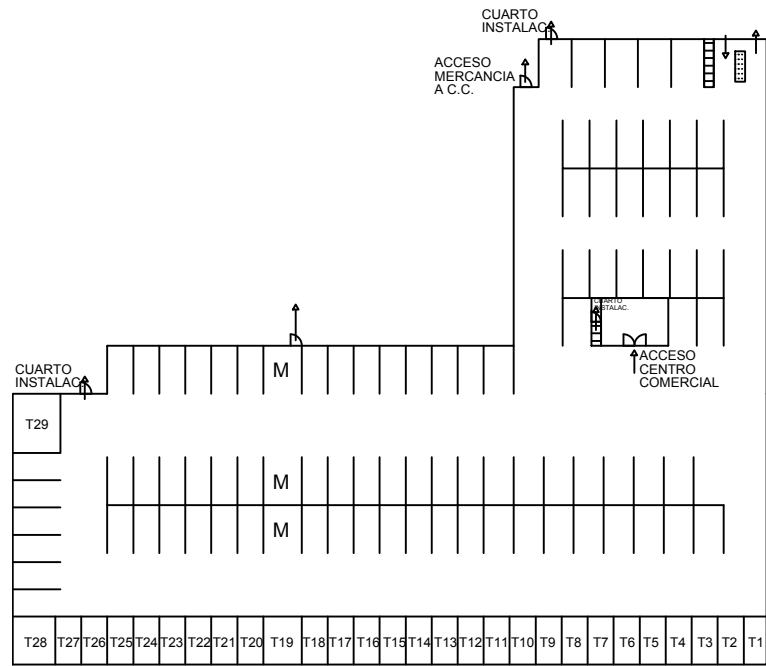 CUARTO
INSTALAC.
ACCESO
MERCANCIA
A C.C.
CUARTO
INSTALAC.
ACCESO
CENTRO
COMERCIAL
CUARTO
INSTALAC.
M
T29
M
M
T28 T27 T26 T25 T24 T23 T22 T21 T20 T19 T18 T17 T16 T15 T14 T13 T12 T11 T10 T9 T8 T7 T6 T5 T4 T3 T2 T1